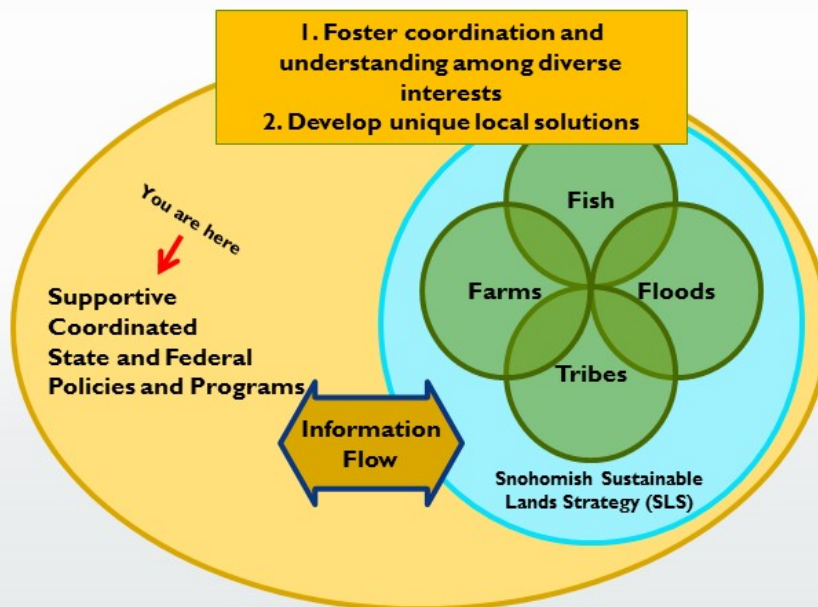 1. Foster coordination and
understanding among diverse
interests
2. Develop unique local solutions
You are here
Supportive
Coordinated
State and Federal
Policies and Programs
Fish
Farms
Floods
Tribes
Information
Flow
Snohomish Sustainable
Lands Strategy (SLS)